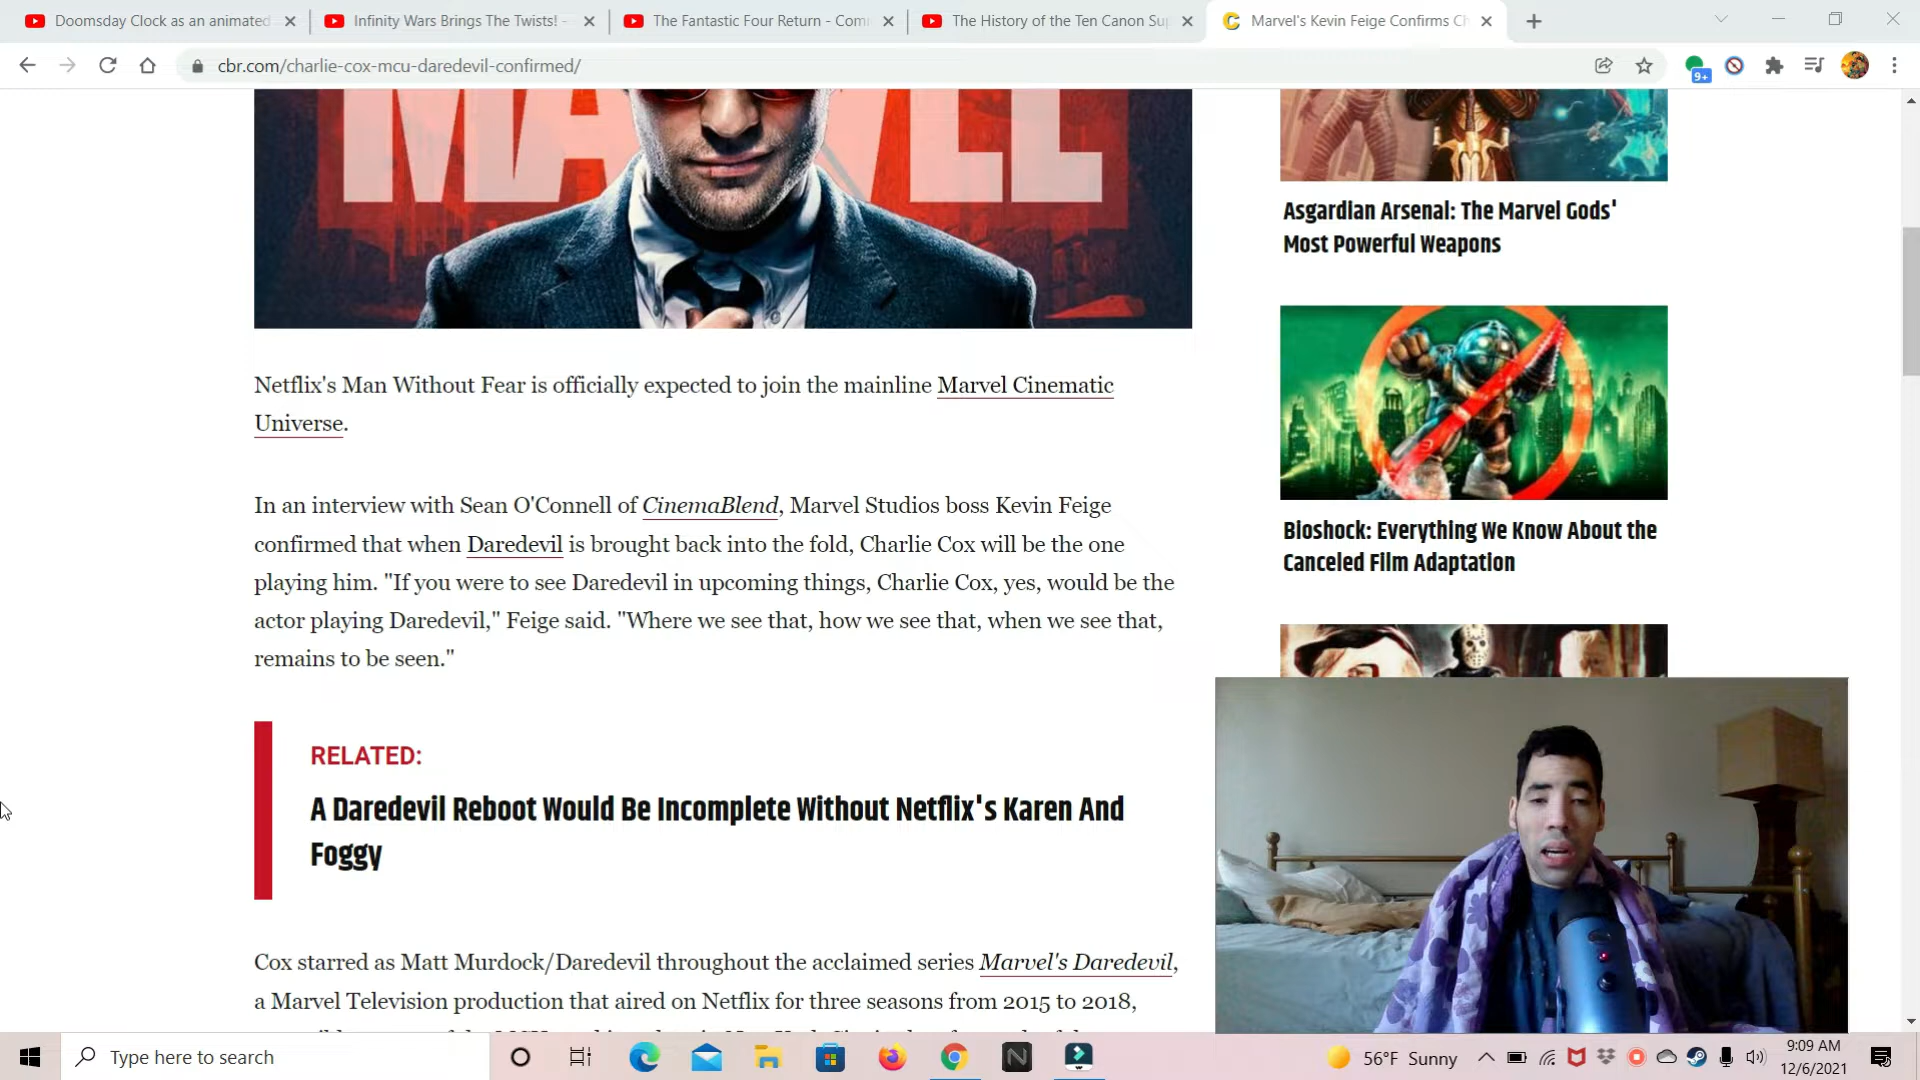 Doomsday Clock as an animated
Infinity Wars Brings The Twists! -
The Fantastic Four Return - Com
The History of the Ten Canon Su
Marvel's Kevin Feige Confirms Ch
cbr.com/charlie-cox-mcu-daredevil-confirmed/
9+
MARVEL
Asgardian Arsenal: The Marvel Gods'
Most Powerful Weapons
Netflix's Man Without Fear is officially expected to join the mainline Marvel Cinematic
Universe.
In an interview with Sean O'Connell of CinemaBlend, Marvel Studios boss Kevin Feige
confirmed that when Daredevil is brought back into the fold, Charlie Cox will be the one
playing him. "If you were to see Daredevil in upcoming things, Charlie Cox, yes, would be the
actor playing Daredevil," Feige said. "Where we see that, how we see that, when we see that,
remains to be seen."
Bioshock: Everything We Know About the
Canceled Film Adaptation
RELATED:
A Daredevil Reboot Would Be Incomplete Without Netflix's Karen And
Foggy
Cox starred as Matt Murdock/Daredevil throughout the acclaimed series Marvel's Daredevil,
a Marvel Television production that aired on Netflix for three seasons from 2015 to 2018,
Type here to search
N
56°F Sunny
9:09 AM
12/6/2021